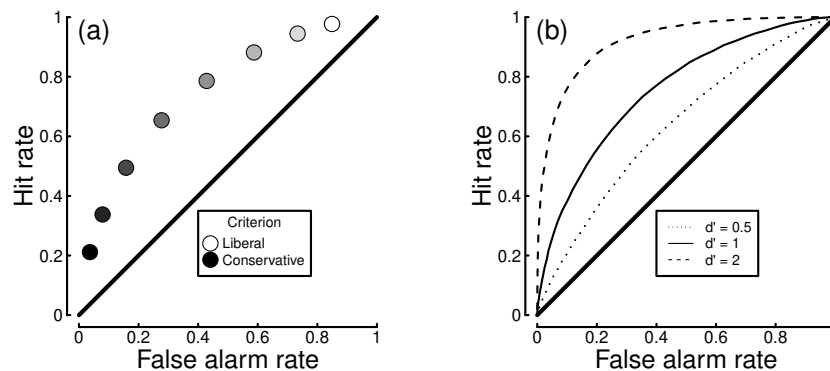 (a)
1
0.8
0.6
0.4
0.2
0
Hit rate
Criterion
Liberal
Conservative
0 0.2 0.4 0.6 0.8 1
False alarm rate
(b)
1
0.8
0.6
0.4
0.2
0
Hit rate
d' = 0.5
d' = 1
d' = 2
0 0.2 0.4 0.6 0.8
False alarm rate